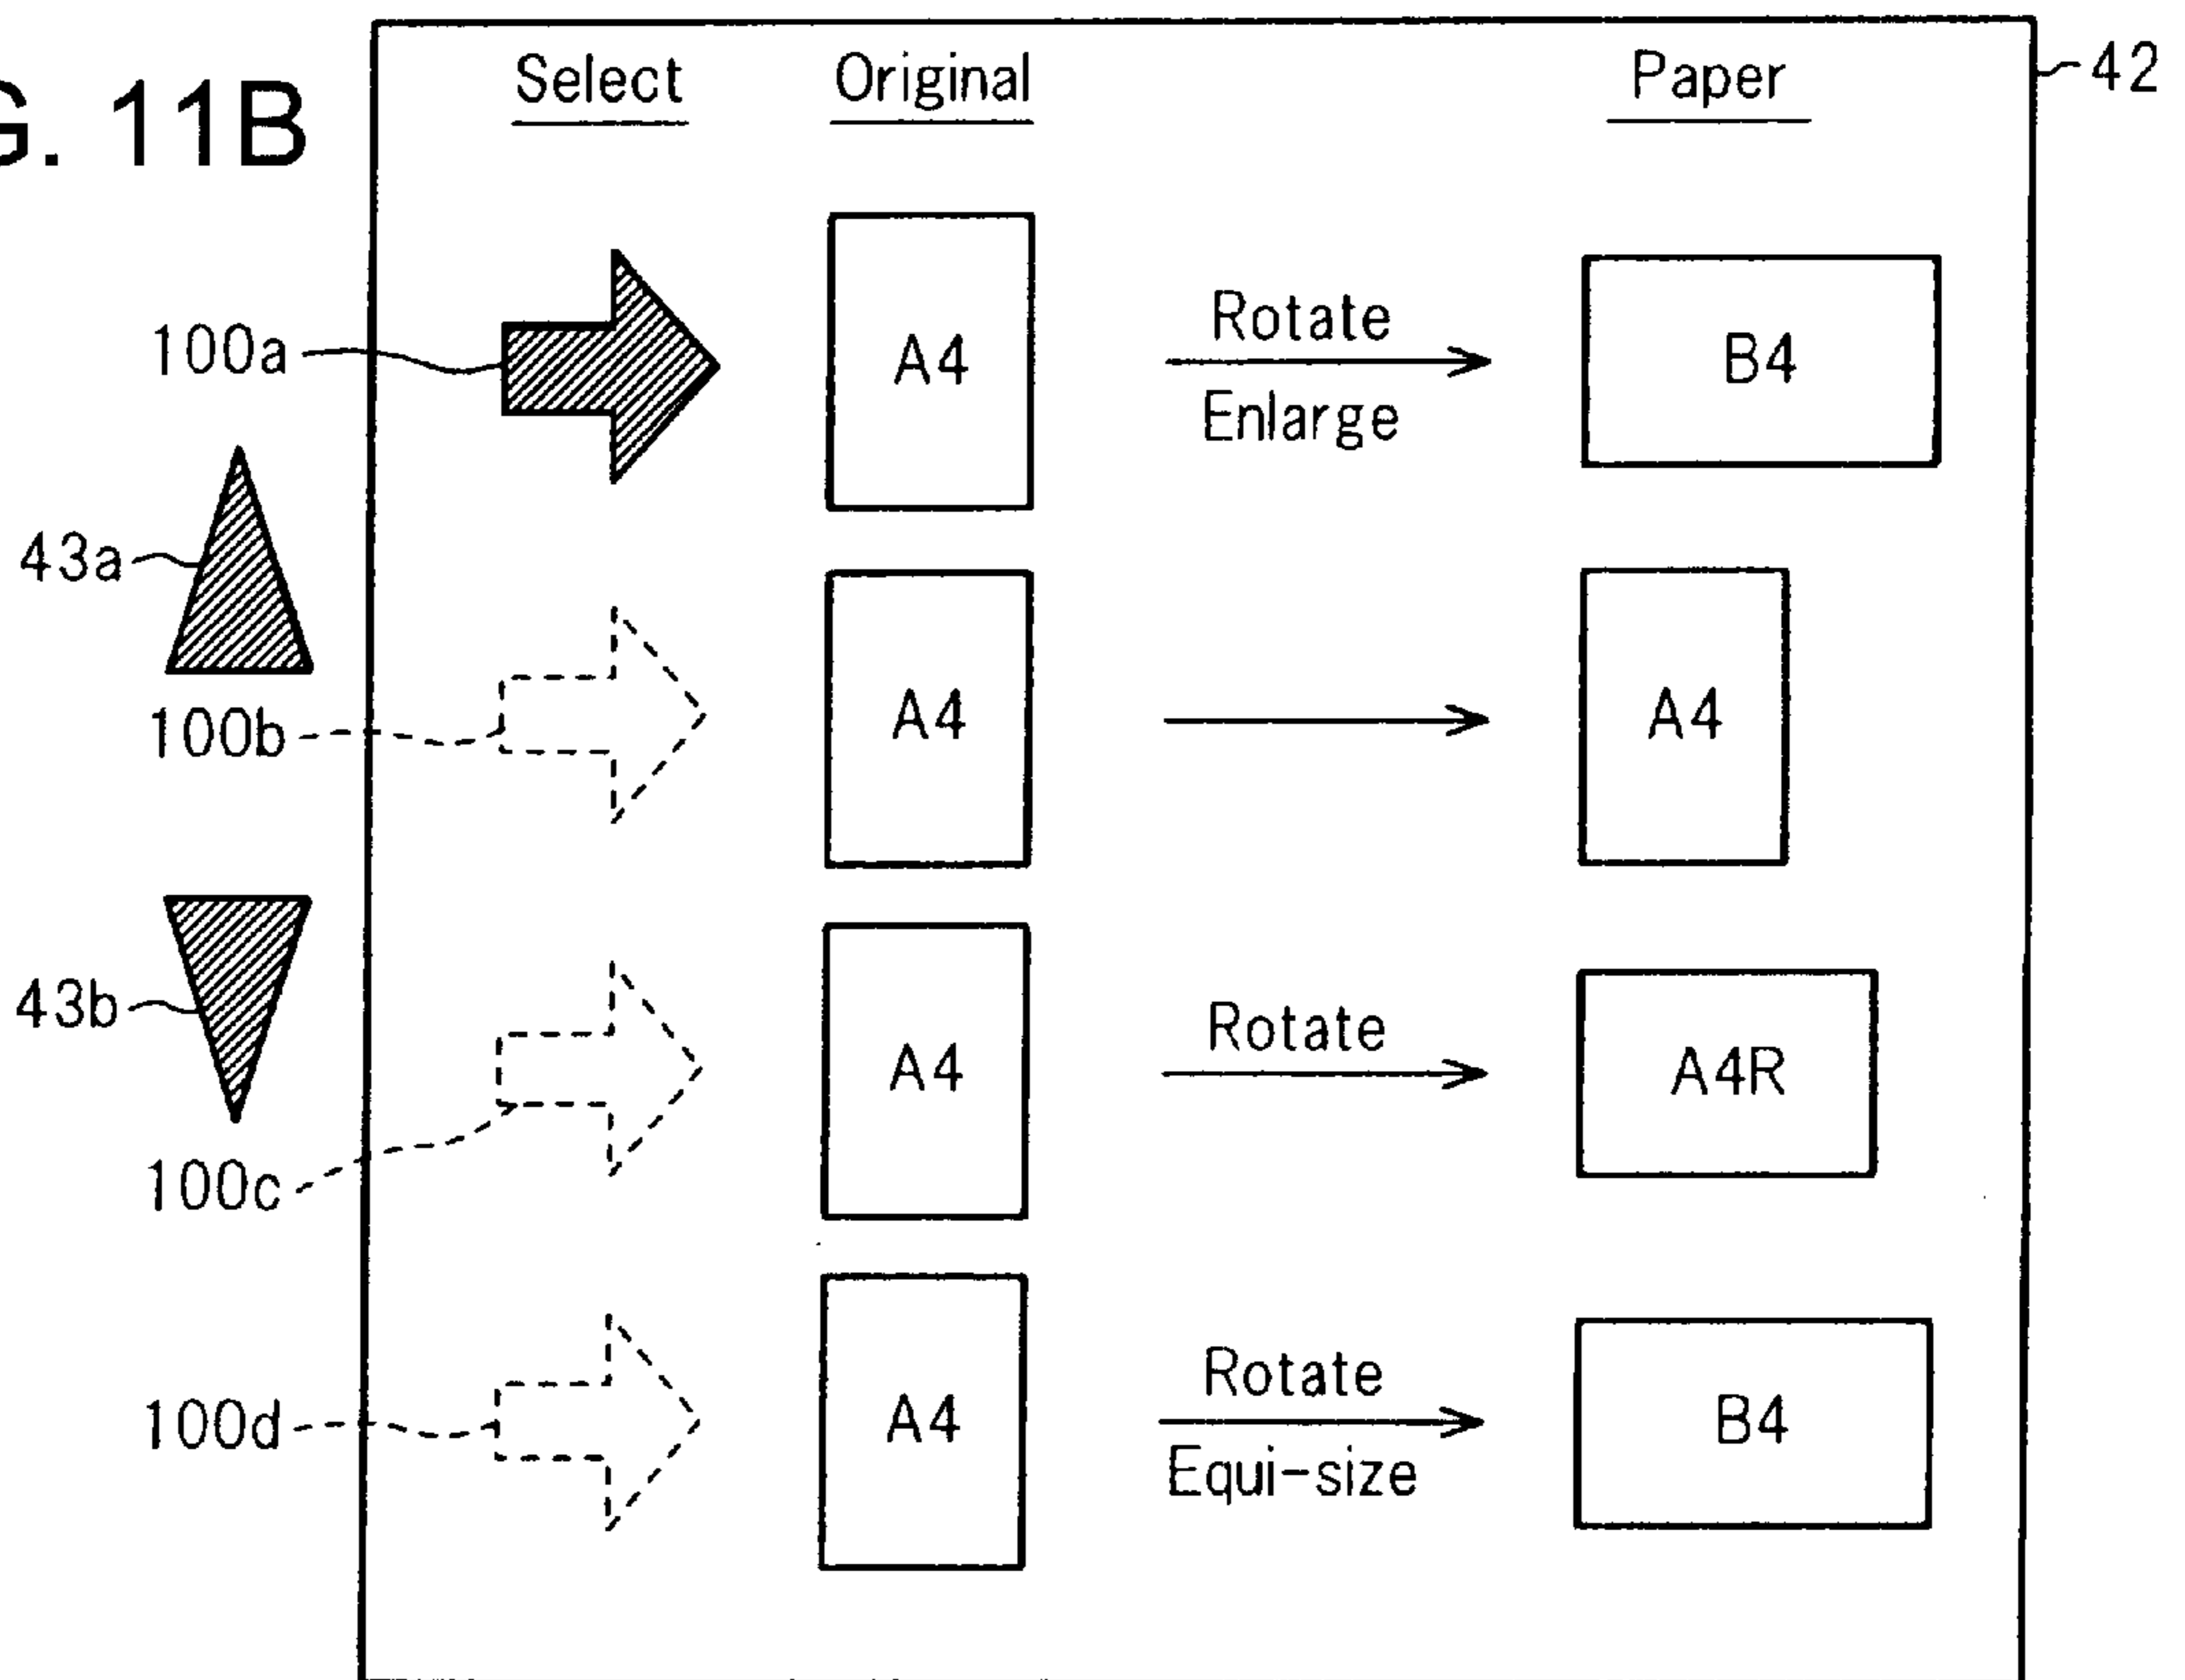 G. 11B
Select Original Paper
42
100a
A4
Rotate
Enlarge
B4
43a
100b
A4
A4
43b
100c
A4
Rotate
A4R
100d
A4
Rotate
Equi-size
B4